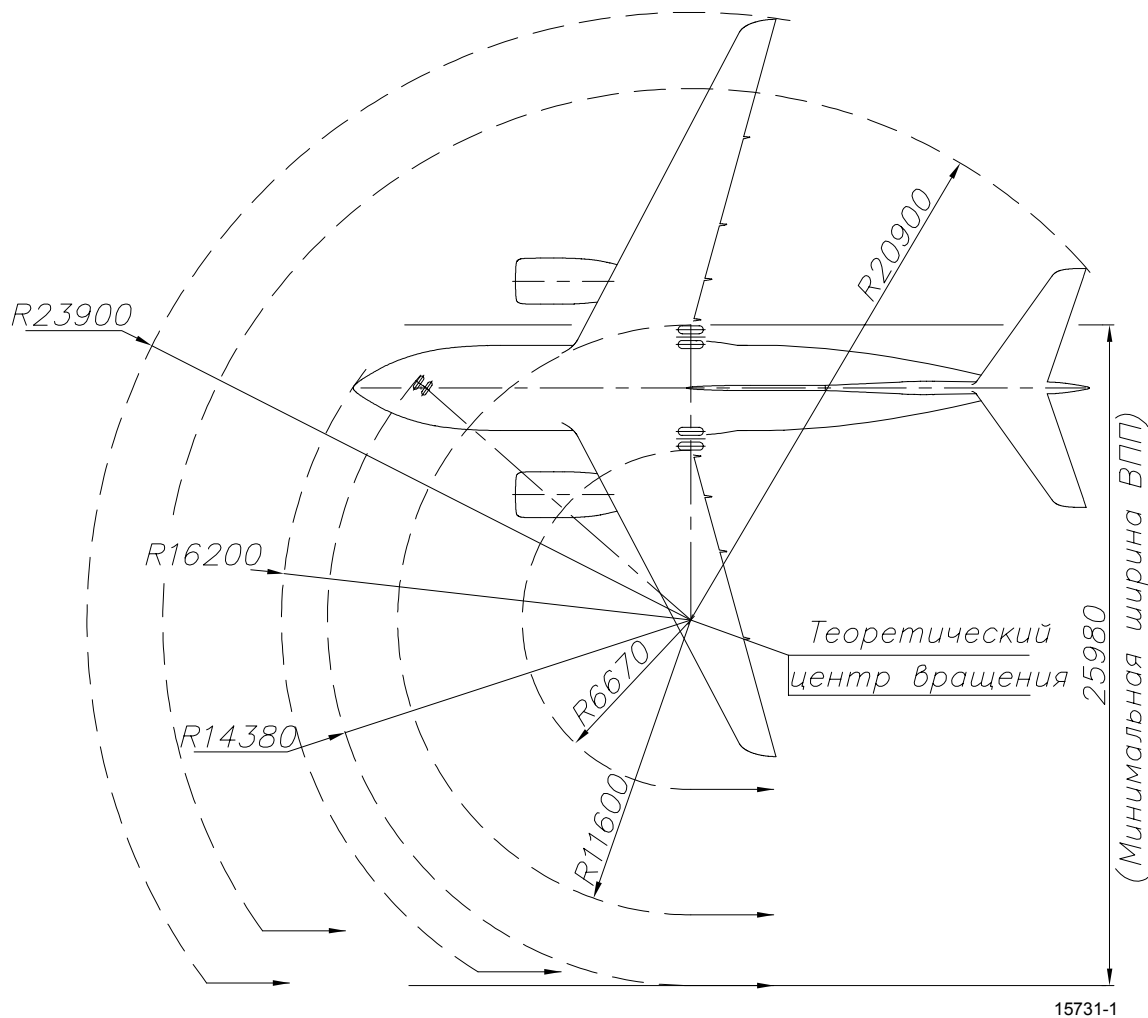 R20900
R23900
R16200
Теоретический
центр вращения
R6670
R14380
R11600
25980
(Минимальная ширина ВПП)
15731-1